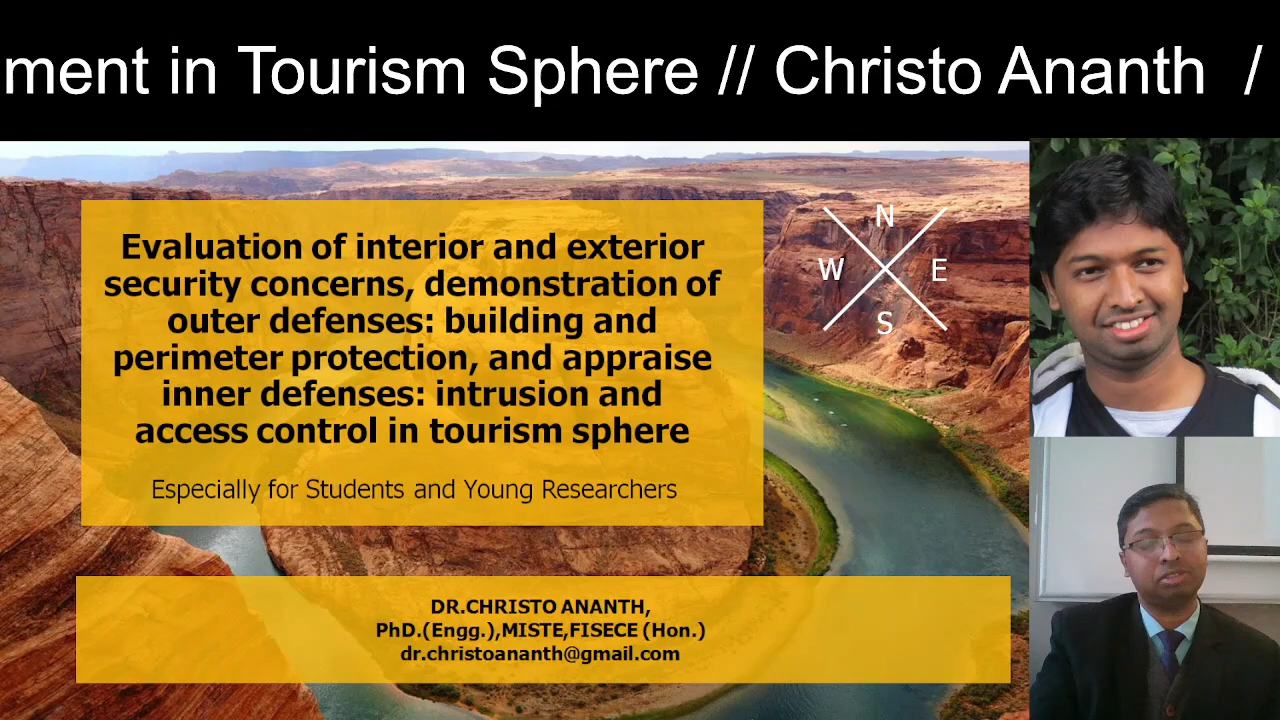 ment in Tourism Sphere // Christo Ananth /
N
W E
S
Evaluation of interior and exterior
security concerns, demonstration of
outer defenses: building and
perimeter protection, and appraise
inner defenses: intrusion and
access control in tourism sphere
Especially for Students and Young Researchers
DR.CHRISTO ANANTH,
PhD.(Engg.),MISTE,FISECE (Hon.)
dr.christoananth@gmail.com